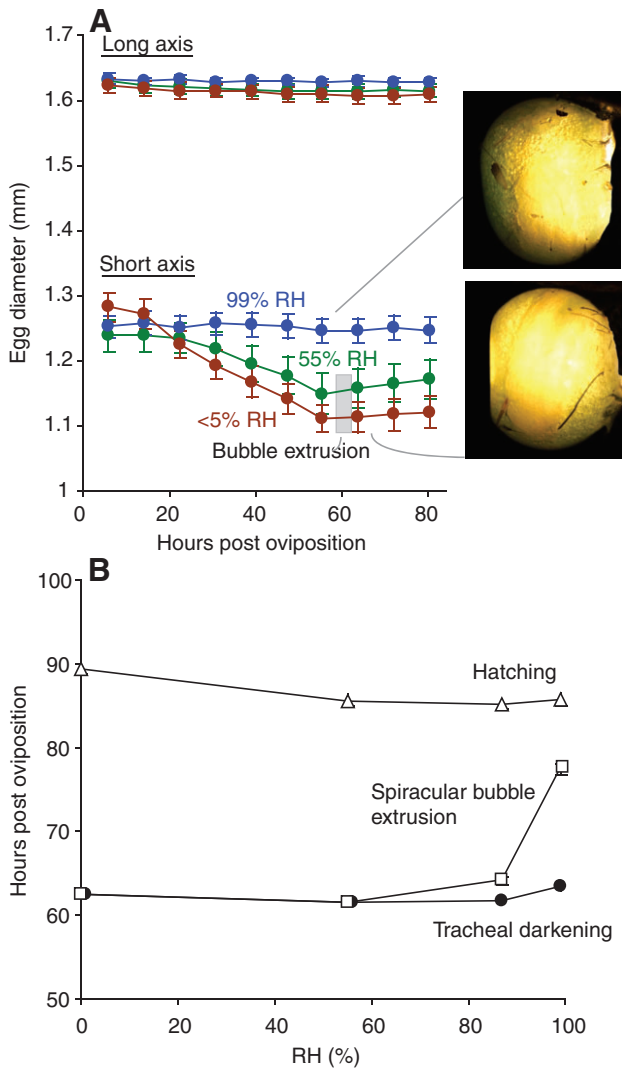 A
1.7
Long axis
1.6
1.5
1.4
Short axis
1.3
99% RH
1.2
55% RH
<5% RH
1.1
Bubble extrusion
1
Egg diameter (mm)
0 20 40 60 80
Hours post oviposition
B
100
90
Hatching
80
Spiracular bubble
extrusion
70
60
Tracheal darkening
50
Hours post oviposition
0 20 40 60 80 100
RH (%)